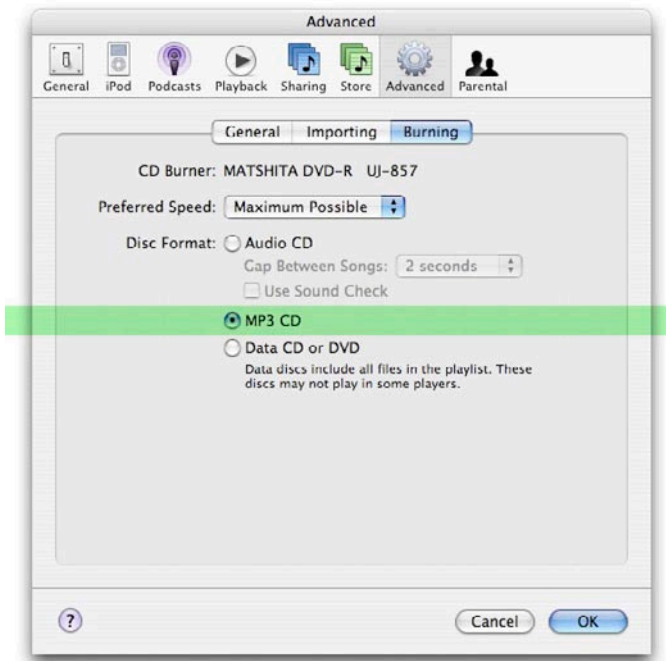 Advanced
General iPod Podcasts Playback Sharing Store Advanced Parental
General Importing Burning
CD Burner: MATSHITA DVD-R UJ-857
Preferred Speed: Maximum Possible
Disc Format: Audio CD
Gap Between Songs: 2 seconds
Use Sound Check
MP3 CD
Data CD or DVD
Data discs include all files in the playlist. These
discs may not play in some players.
? Cancel OK